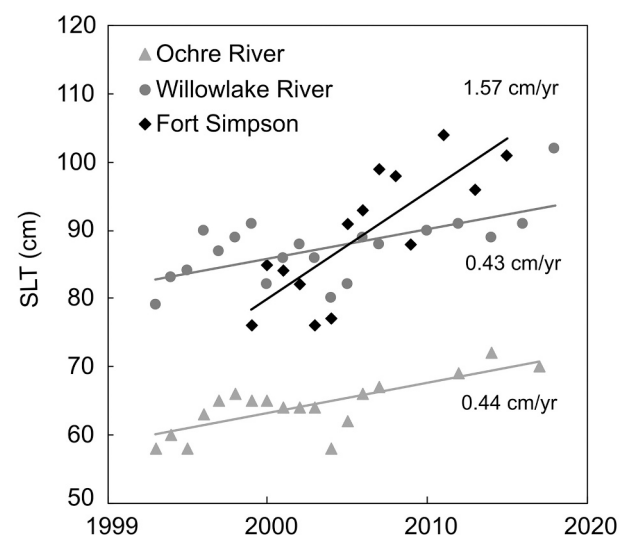 120
Ochre River
Willowlake River
Fort Simpson
1.57 cm/yr
110
100
90
0.43 cm/yr
80
70
0.44 cm/yr
60
50
SLT (cm)
1999
2000
2010
2020